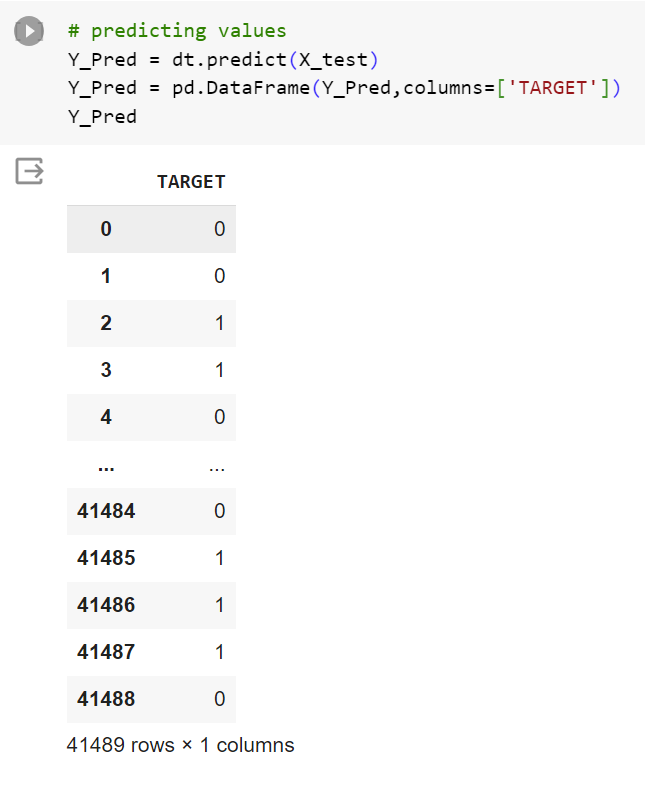 # predicting values
Y_Pred = dt.predict(X_test)
Y_Pred = pd.DataFrame(Y_Pred,columns=['TARGET'])
Y_Pred
TARGET
0 0
1 0
2 1
3 1
4 0
... ...
41484 0
41485 1
41486 1
41487 1
41488 0
41489 rows × 1 columns